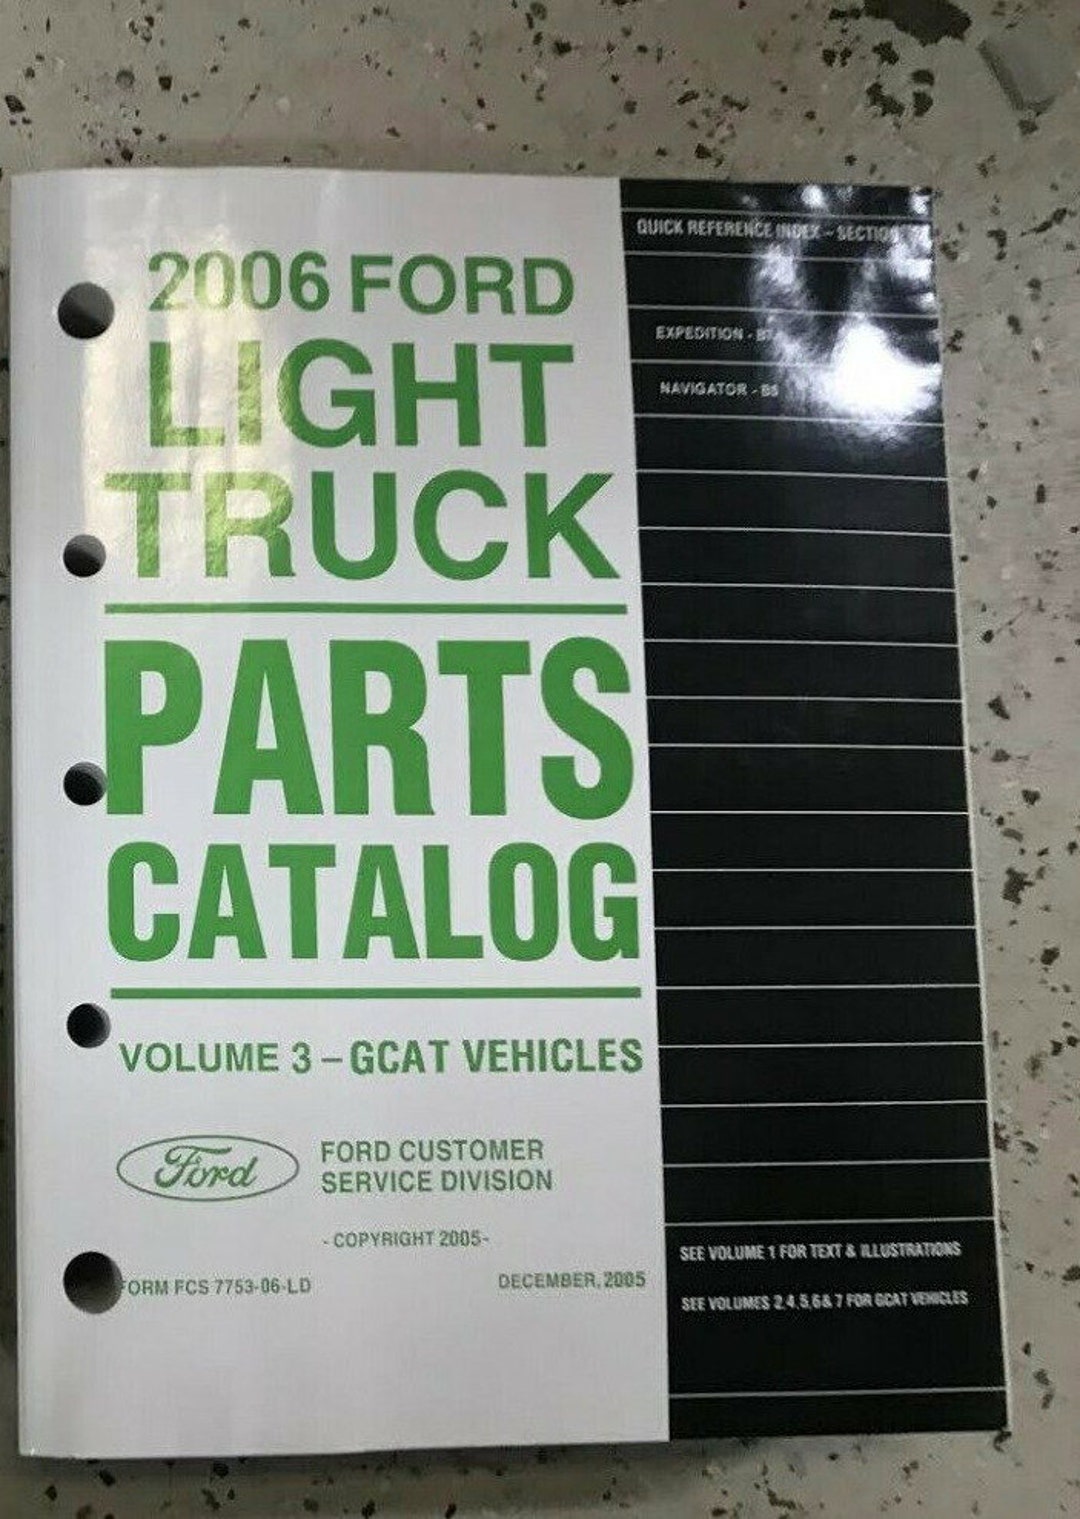 2006 FORD
LIGHT
TRUCK
PARTS
CATALOG
VOLUME 3 – GCAT VEHICLES
Ford
FORD CUSTOMER
SERVICE DIVISION
- COPYRIGHT 2005-
FORM FCS 7753-06-LD
DECEMBER, 2005
QUICK REFERENCE INDEX – SECTION
EXPEDITION -
NAVIGATOR -
SEE VOLUME 1 FOR TEXT & ILLUSTRATIONS
SEE VOLUMES 2,4,5,6& 7 FOR GCAT VEHICLES